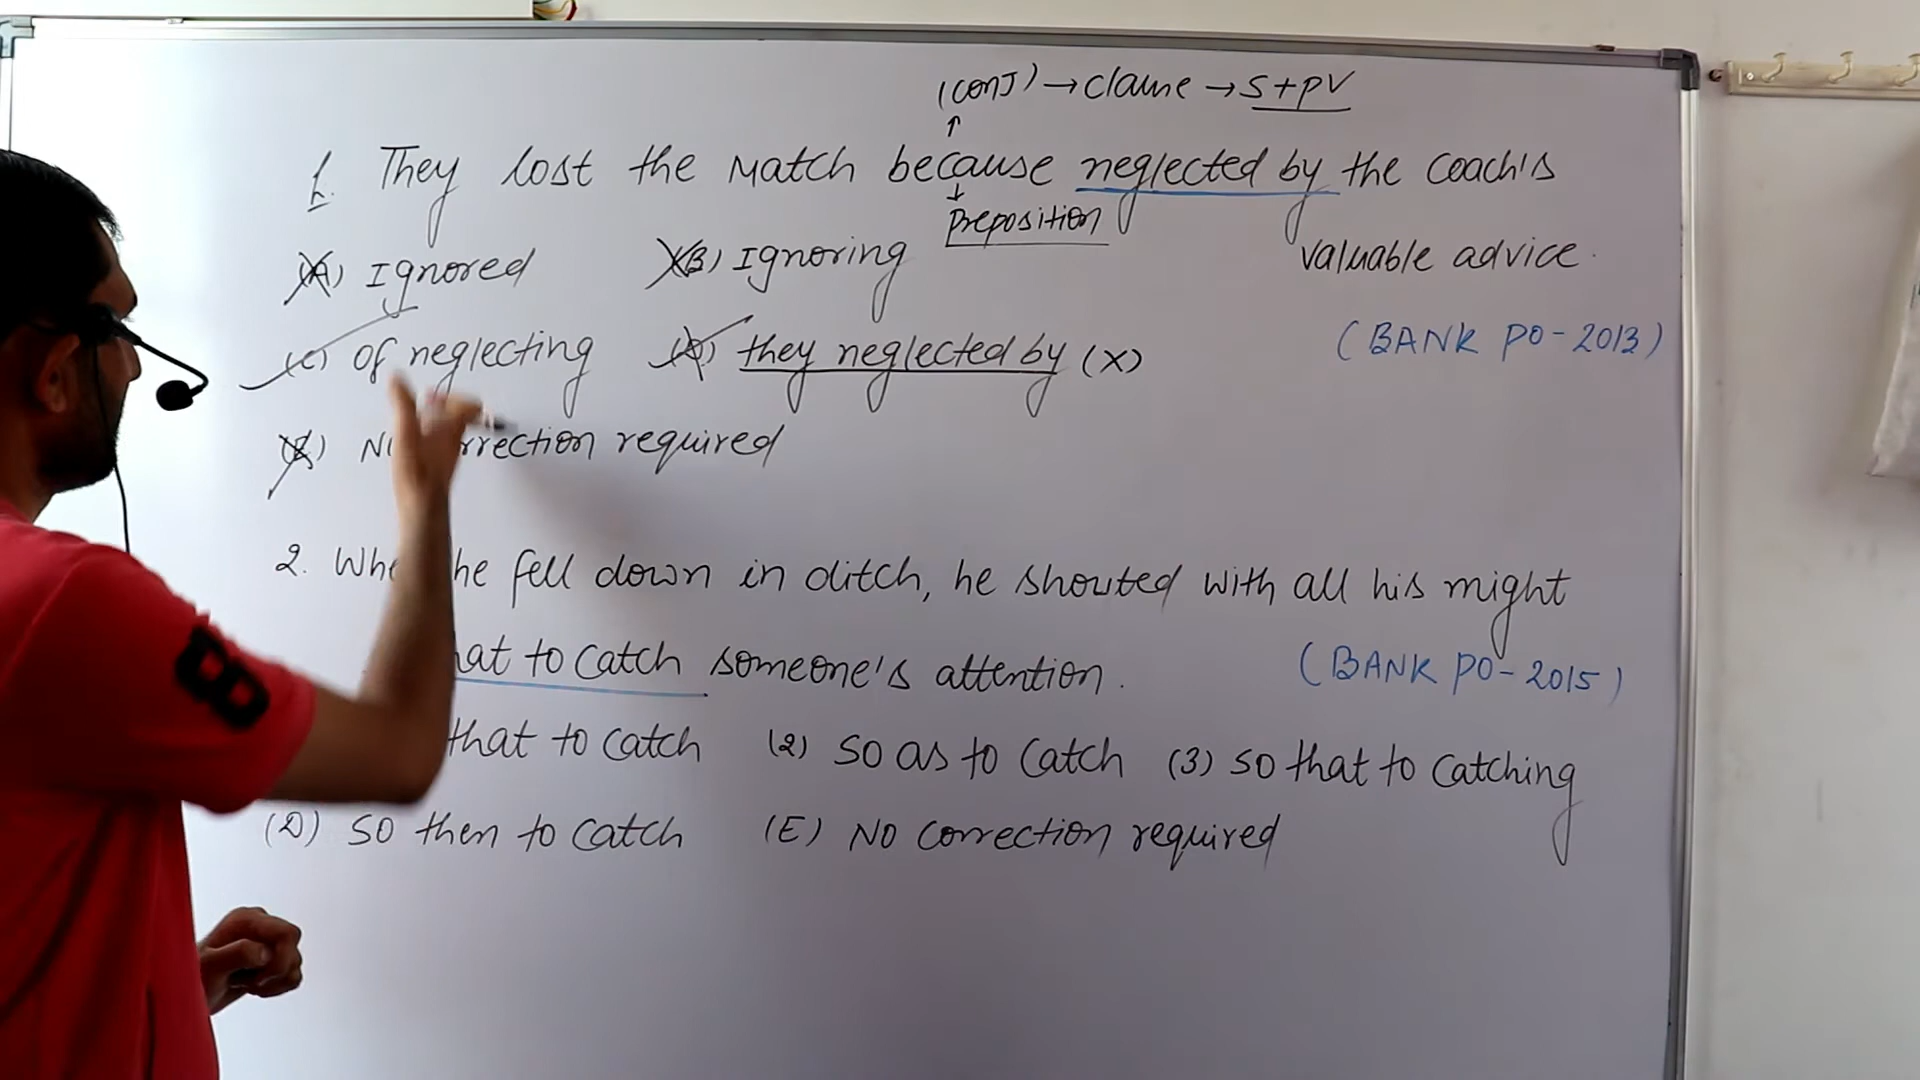 (conJ) → clause → S+PV
1. They lost the Match because neglected by the coach's
Preposition
valuable advice.
(A) Ignored (B) Ignoring
(C) of neglecting (D) they neglected by (X)
(BANK PO-2013)
correction required
2. he fell down in ditch, he shouted with all his might
to catch someone's attention.
(BANK PO-2015)
that to catch (2) so as to catch (3) so that to catching
(D) so then to catch (E) No correction required
8